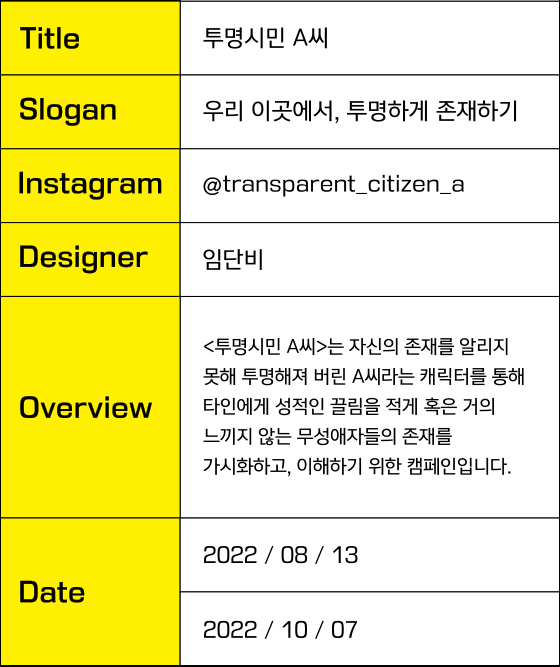 Title
투명시민 A씨
Slogan
우리 이곳에서, 투명하게 존재하기
Instagram
@transparent_citizen_a
Designer
임단비
Overview
<투명시민 A씨>는 자신의 존재를 알리지
못해 투명해져 버린 A씨라는 캐릭터를 통해
타인에게 성적인 끌림을 적게 혹은 거의
느끼지 않는 무성애자들의 존재를
가시화하고, 이해하기 위한 캠페인입니다.
Date
2022 / 08 / 13
2022 / 10 / 07